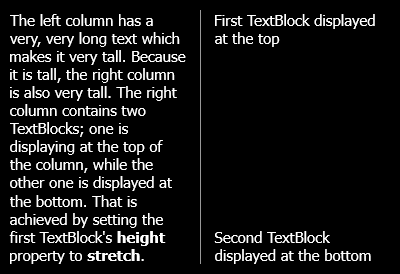 The left column has a
very, very long text which
makes it very tall. Because
it is tall, the right column
is also very tall. The right
column contains two
TextBlocks; one is
displaying at the top of
the column, while the
other one is displayed at
the bottom. That is
achieved by setting the
first TextBlock's height
property to stretch.
First TextBlock displayed
at the top
Second TextBlock
displayed at the bottom